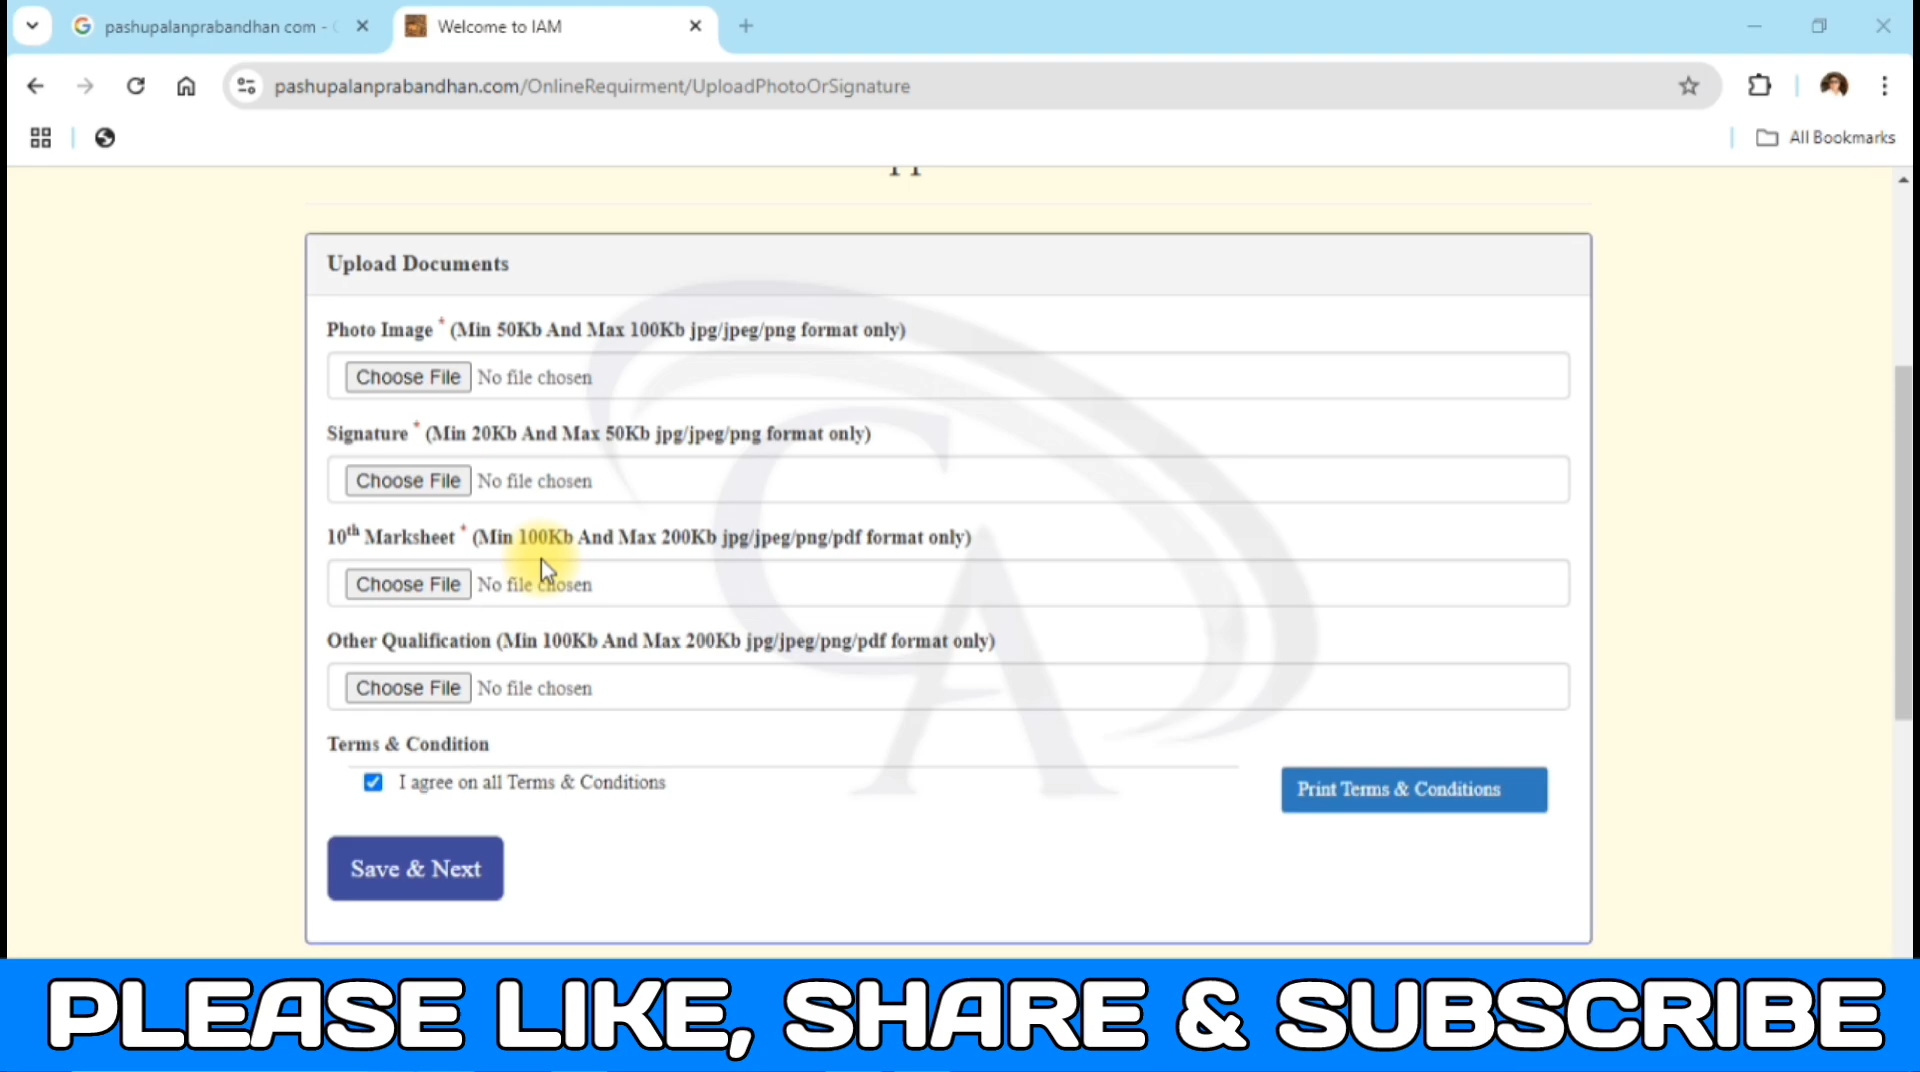 pashupalanprabandhan com -
Welcome to IAM
pashupalanprabandhan.com/OnlineRequirment/UploadPhotoOrSignature
All Bookmarks
Upload Documents
Photo Image * (Min 50Kb And Max 100Kb jpg/jpeg/png format only)
Choose File No file chosen
Signature * (Min 20Kb And Max 50Kb jpg/jpeg/png format only)
Choose File No file chosen
10th Marksheet * (Min 100Kb And Max 200Kb jpg/jpeg/png/pdf format only)
Choose File No file chosen
Other Qualification (Min 100Kb And Max 200Kb jpg/jpeg/png/pdf format only)
Choose File No file chosen
Terms & Condition
I agree on all Terms & Conditions
Print Terms & Conditions
Save & Next
CA
PLEASE LIKE, SHARE & SUBSCRIBE